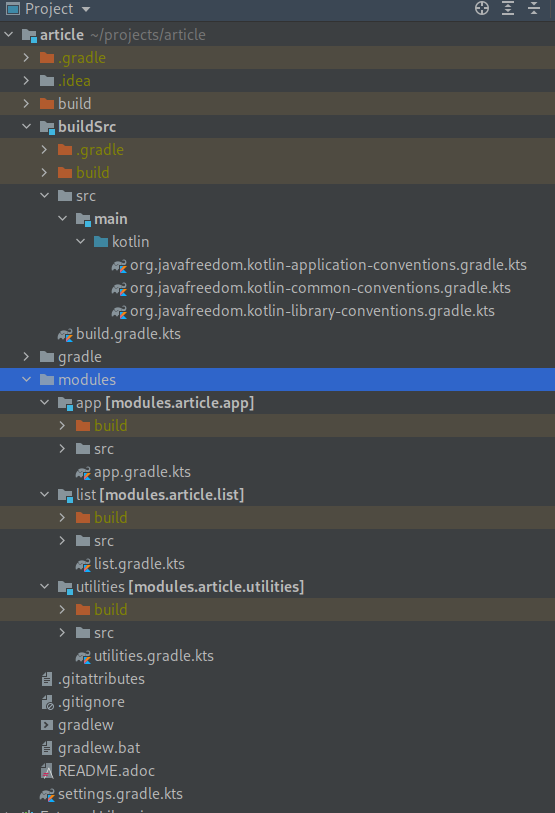 Project
article ~/projects/article
.gradle
.idea
build
buildSrc
.gradle
build
src
main
kotlin
org.javafreedom.kotlin-application-conventions.gradle.kts
org.javafreedom.kotlin-common-conventions.gradle.kts
org.javafreedom.kotlin-library-conventions.gradle.kts
build.gradle.kts
gradle
modules
app [modules.article.app]
build
src
app.gradle.kts
list [modules.article.list]
build
src
list.gradle.kts
utilities [modules.article.utilities]
build
src
utilities.gradle.kts
.gitattributes
.gitignore
gradlew
gradlew.bat
README.adoc
settings.gradle.kts